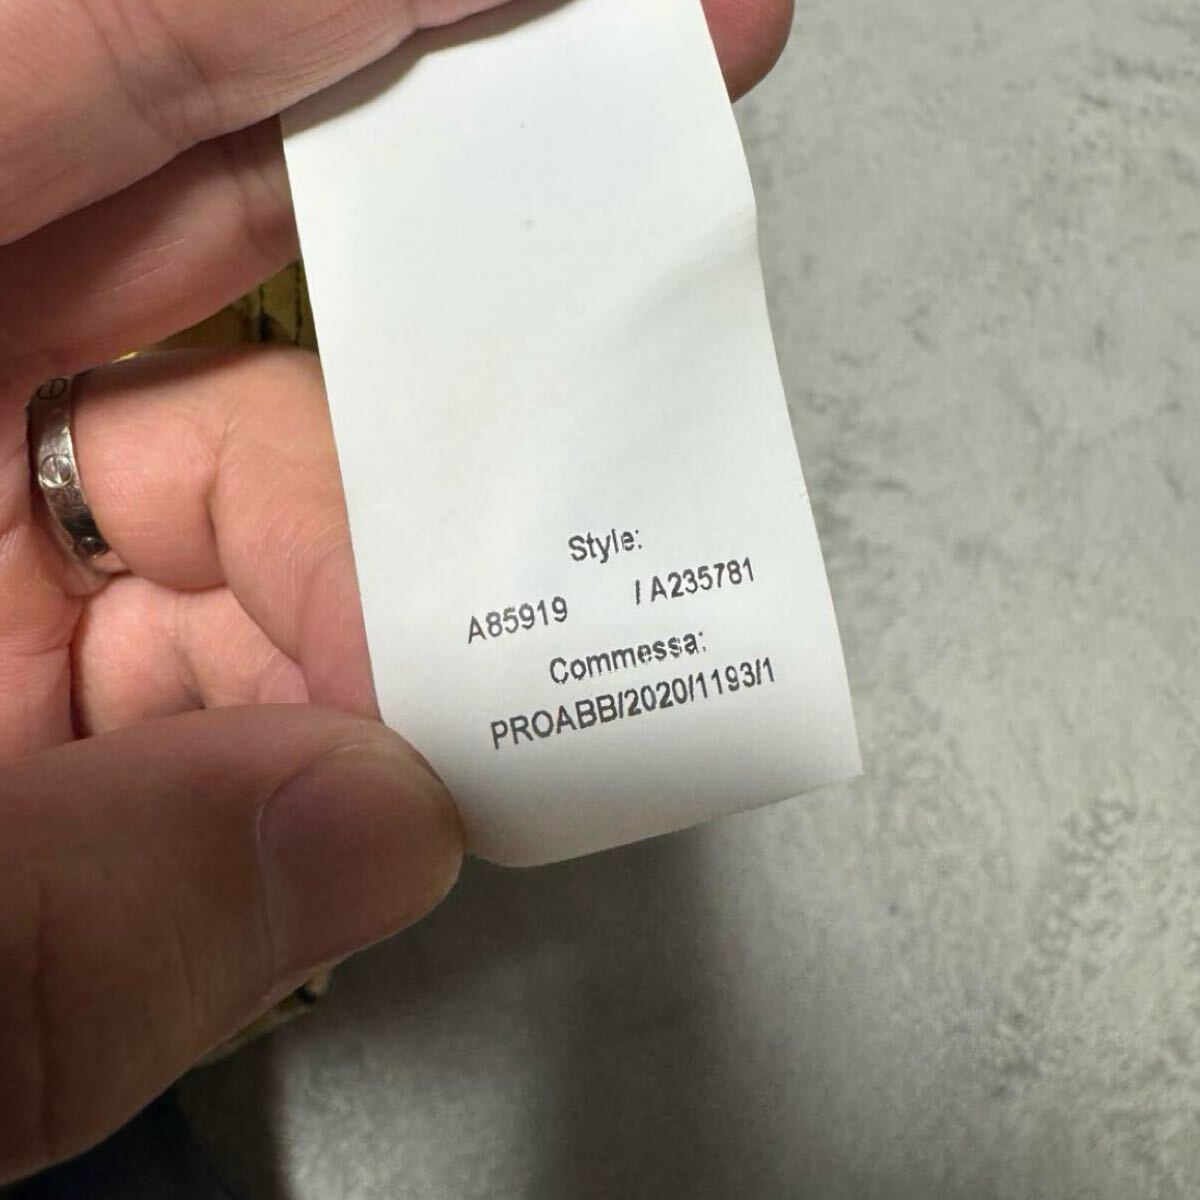 Style:
A85919 / A235781
Commessa:
PROABB/2020/1193/1